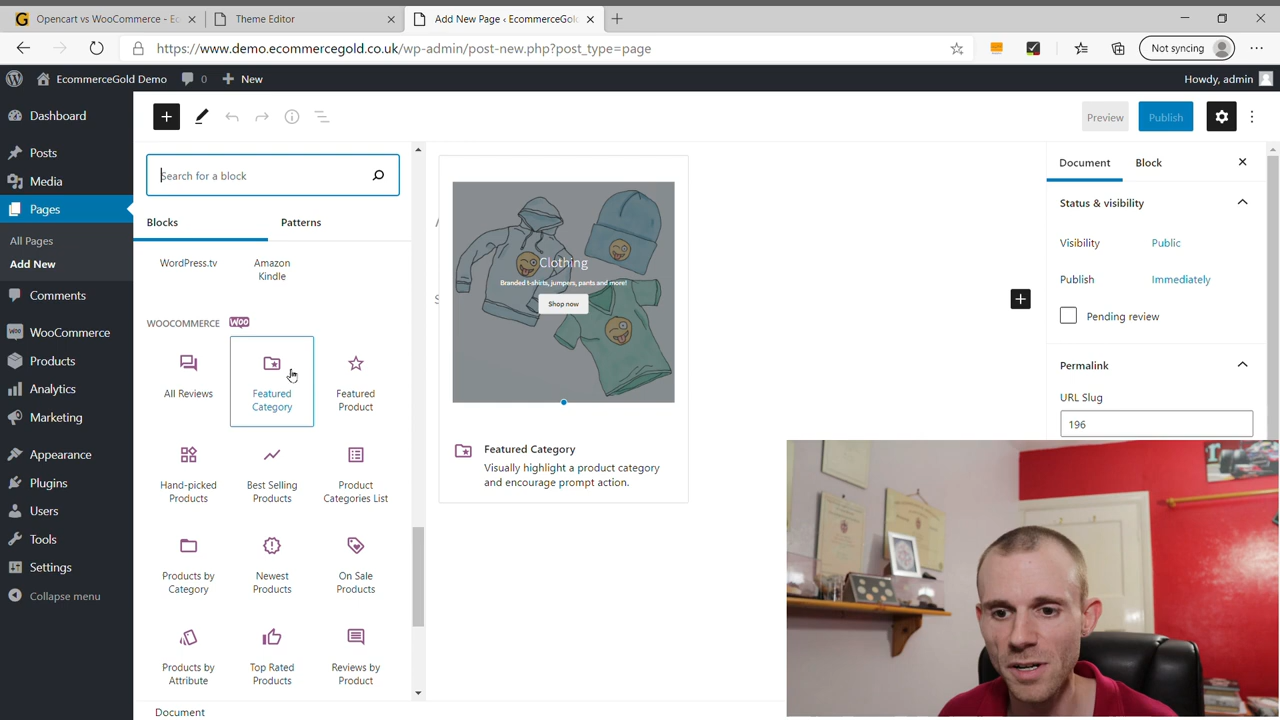 Opencart vs WooCommerce - Ec
Theme Editor
Add New Page ‹ EcommerceGol
https://www.demo.ecommercegold.co.uk/wp-admin/post-new.php?post_type=page
Not syncing
EcommerceGold Demo
0
New
Howdy, admin
Dashboard
Posts
Media
Pages
All Pages
Add New
Comments
WooCommerce
Products
Analytics
Marketing
Appearance
Plugins
Users
Tools
Settings
Collapse menu
Preview
Publish
Search for a block
Blocks
Patterns
WordPress.tv
Amazon
Kindle
WOOCOMMERCE
WOO
All Reviews
Featured
Category
Featured
Product
Hand-picked
Products
Best Selling
Products
Product
Categories List
Products by
Category
Newest
Products
On Sale
Products
Products by
Attribute
Top Rated
Products
Reviews by
Product
Document
Clothing
Branded t-shirts, jumpers, pants and more!
Shop now
Featured Category
Visually highlight a product category
and encourage prompt action.
Document
Block
Status & visibility
Visibility
Public
Publish
Immediately
Pending review
Permalink
URL Slug
196